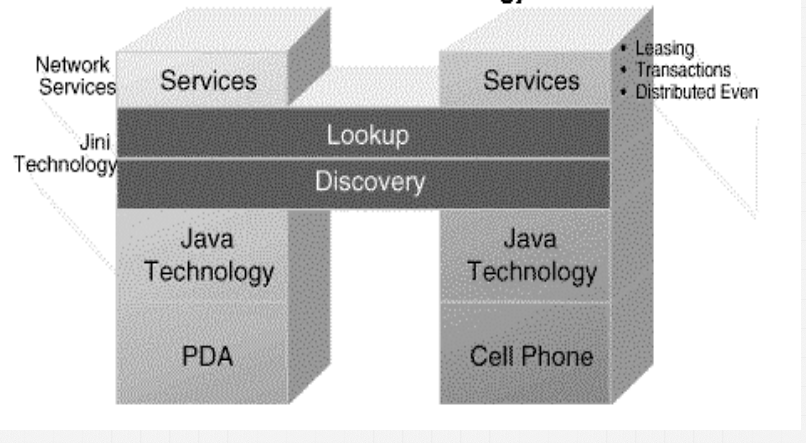 Network
Services
Services
Services
• Leasing
• Transactions
• Distributed Even
Jini
Technology
Lookup
Discovery
Java
Technology
Java
Technology
PDA
Cell Phone